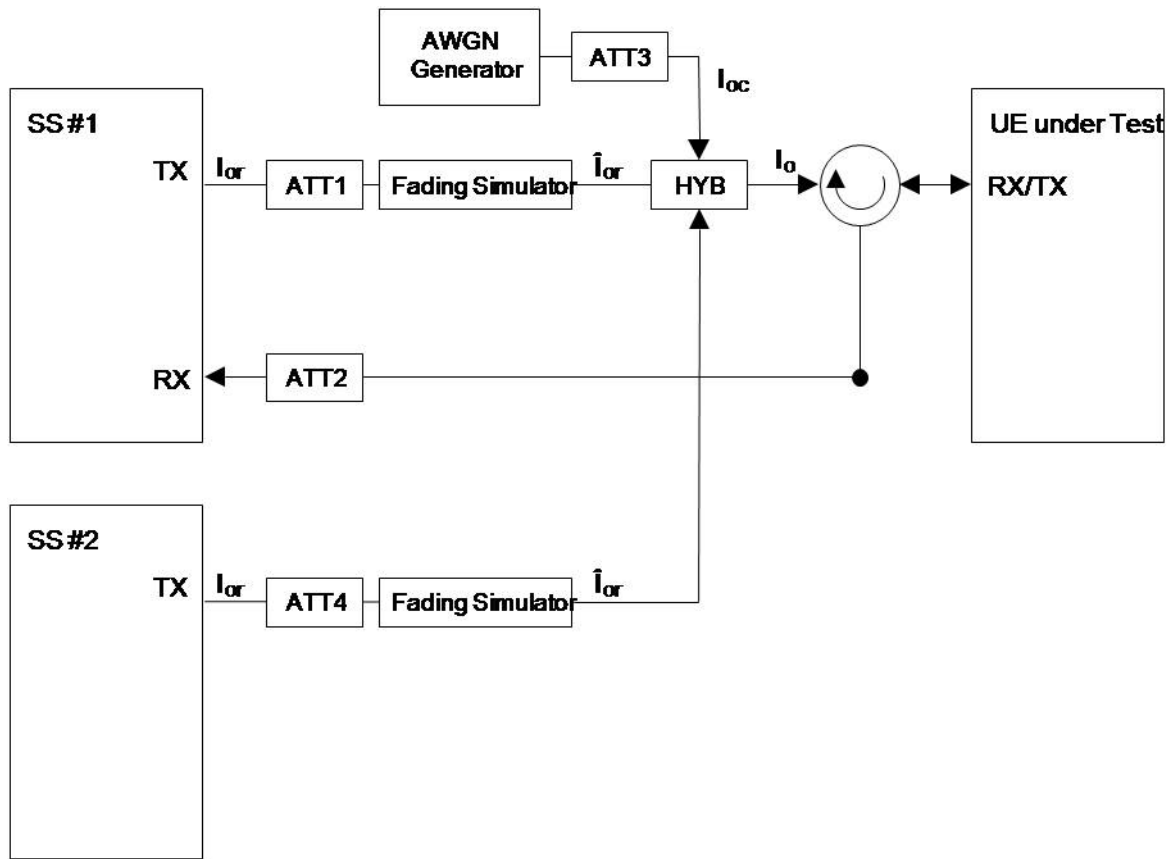 AWGN
Generator
ATT3
Ioc
SS #1
TX
Ior
ATT1
Fading Simulator
Îor
HYB
Io
UE under Test
RX/TX
RX
ATT2
SS #2
TX
Ior
ATT4
Fading Simulator
Îor